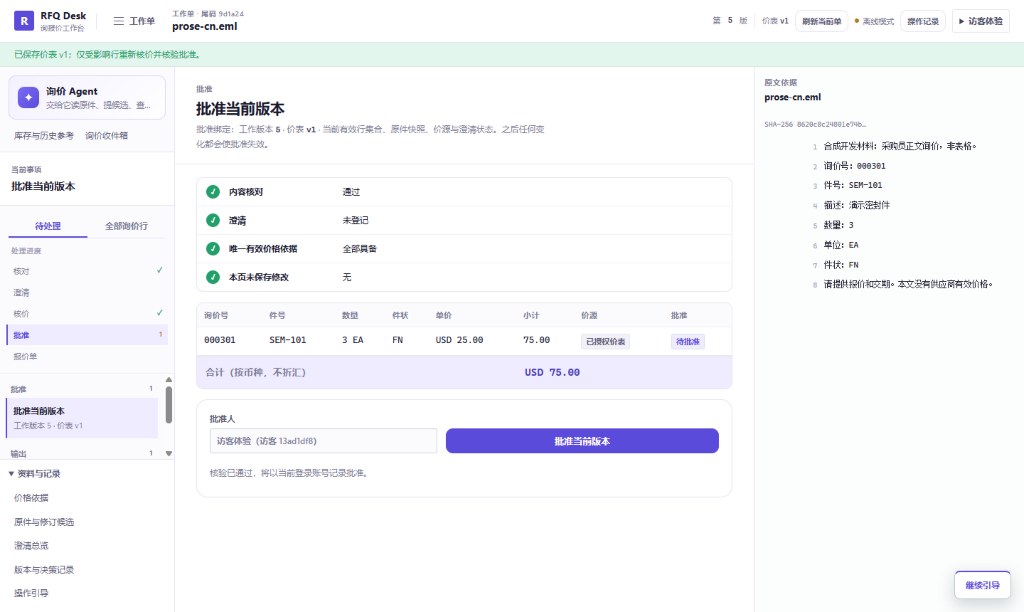 R
RFQ Desk
询报价工作台
工作单
工作单 · 尾码 9d1a24
prose-cn.eml
第 5 版
价表 v1
刷新当前单
离线模式
操作记录
访客体验
已保存价表 v1：仅受影响行重新核价并被验批准。
询价 Agent
交给它读原件、提候选、查...
库存与历史参考
询价收件箱
当前事项
批准当前版本
待处理
全部询价行
处理进度
核对
澄清
核价
批准
1
报价单
批准
1
批准当前版本
工作版本 5 · 价表 v1
输出
1
资料与记录
价格依据
原件与修订候选
澄清总览
版本与决策记录
操作引导
批准
批准当前版本
批准绑定：工作版本 5 · 价表 v1 · 当前有效行集合、原件快照、价源与澄清状态。之后任何变
化都会使批准失效。
内容核对 通过
澄清 未登记
唯一有效价格依据 全部具备
本页未保存修改 无
询价号 件号 数量 件状 单价 小计 价源 批准
000301 SEM-101 3 EA FN USD 25.00 75.00 已授权价表 待批准
合计（按币种，不折汇） USD 75.00
批准人
访客体验（访客 13ad1df8）
批准当前版本
核验已通过，将以当前登录账号记录批准。
原文依据
prose-cn.eml
SHA-256 8620c8c24881e74b…
1 合成开发材料：采购员正文询价，非表格。
2 询价号：000301
3 件号：SEM-101
4 描述：演示密封件
5 数量：3
6 单位：EA
7 件状：FN
8 请提供报价和交期。本文没有供应商有效价格。
继续引导